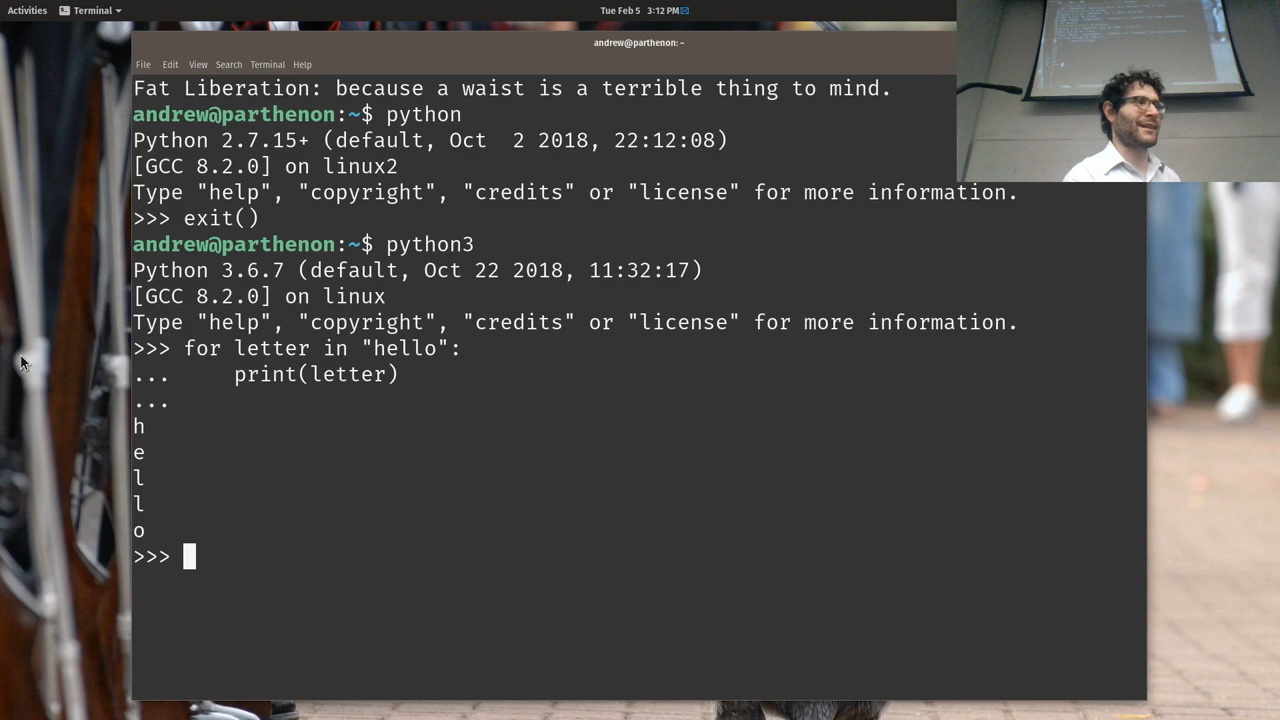 Activities
Terminal
Tue Feb 5 3:12 PM
andrew@parthenon: ~
File Edit View Search Terminal Help
Fat Liberation: because a waist is a terrible thing to mind.
andrew@parthenon:~$ python
Python 2.7.15+ (default, Oct  2 2018, 22:12:08)
[GCC 8.2.0] on linux2
Type "help", "copyright", "credits" or "license" for more information.
>>> exit()
andrew@parthenon:~$ python3
Python 3.6.7 (default, Oct 22 2018, 11:32:17)
[GCC 8.2.0] on linux
Type "help", "copyright", "credits" or "license" for more information.
>>> for letter in "hello":
...     print(letter)
...
h
e
l
l
o
>>>